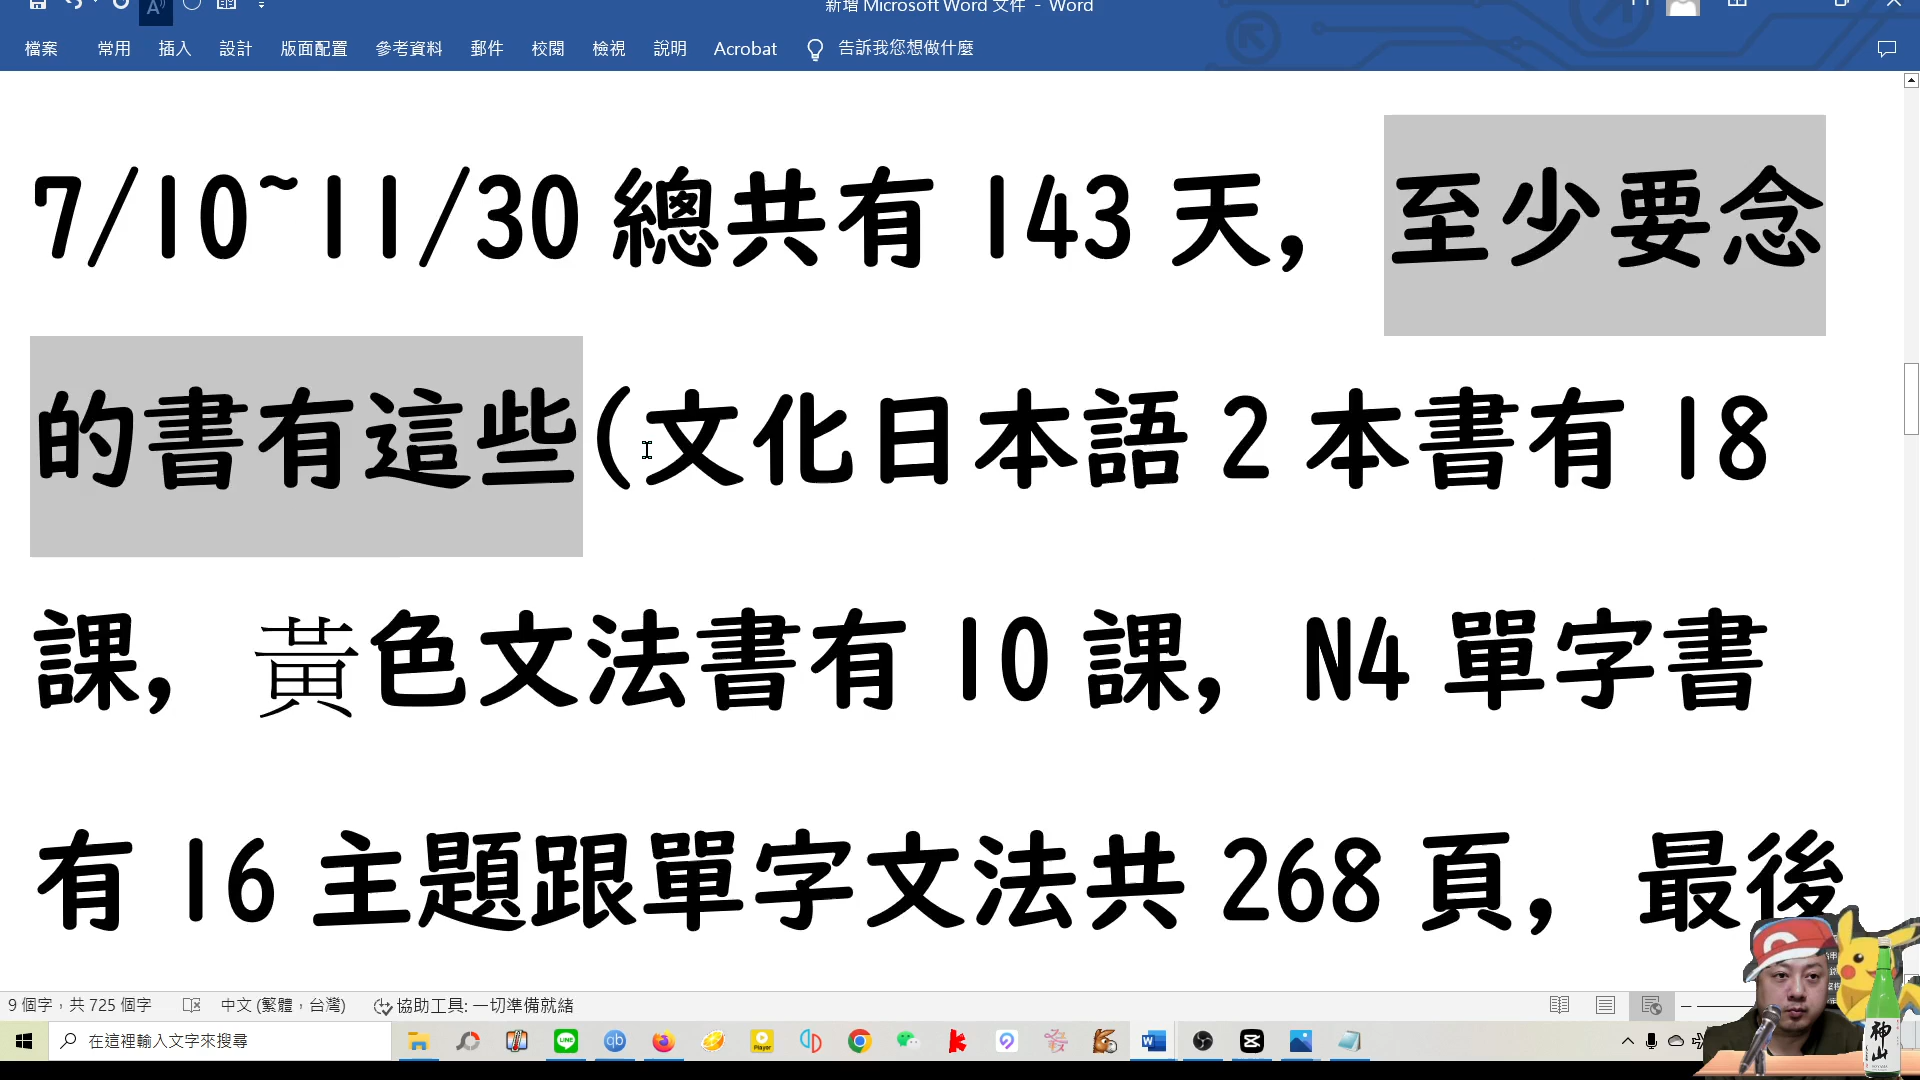 新增 Microsoft Word 文件 - Word
檔案 常用 插入 設計 版面配置 參考資料 郵件 校閱 檢視 說明 Acrobat 告訴我您想做什麼
7/10~11/30 總共有 143 天, 至少要念
的書有這些(文化日本語 2 本書有 18
課, 黃色文法書有 10 課, N4 單字書
有 16 主題跟單字文法共 268 頁, 最後
9 個字,共 725 個字 中文 (繁體,台灣) 協助工具: 一切準備就緒
在這裡輸入文字來搜尋
神山